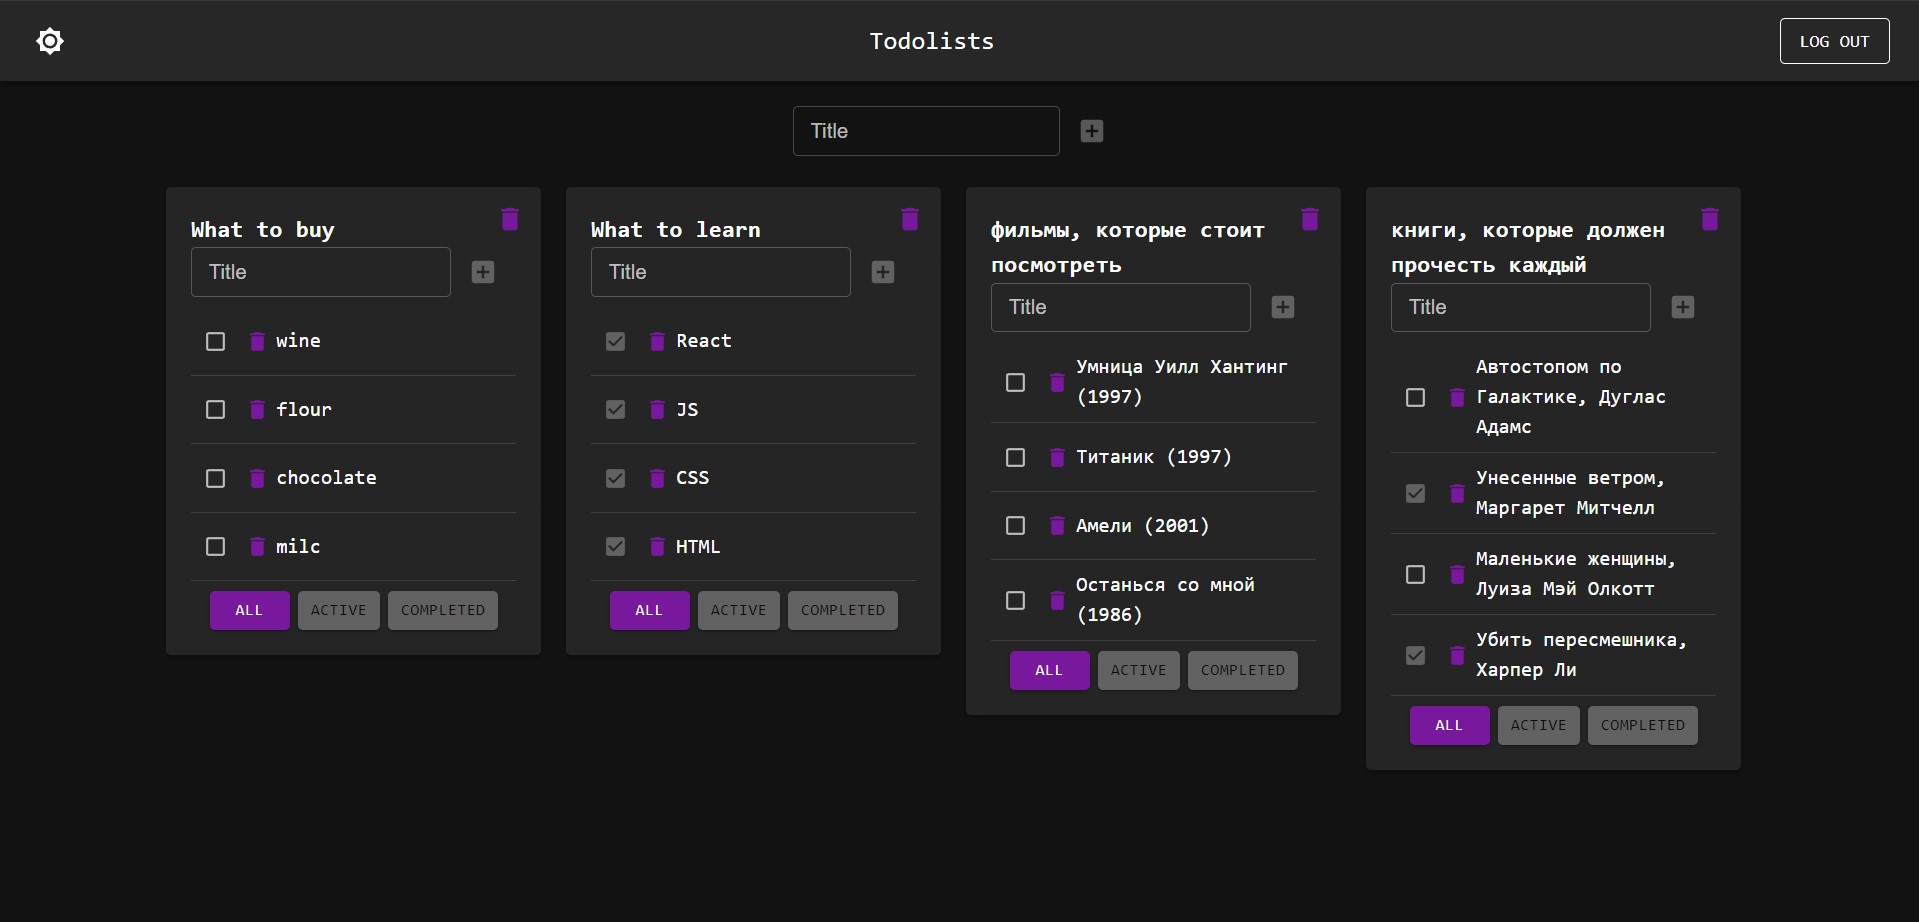 Todolists
LOG OUT
Title
What to buy
Title
wine
flour
chocolate
milc
ALL ACTIVE COMPLETED
What to learn
Title
React
JS
CSS
HTML
ALL ACTIVE COMPLETED
фильмы, которые стоит
посмотреть
Title
Умница Уилл Хантинг
(1997)
Титаник (1997)
Амели (2001)
Останься со мной
(1986)
ALL ACTIVE COMPLETED
книги, которые должен
прочесть каждый
Title
Автостопом по
Галактике, Дуглас
Адамс
Унесенные ветром,
Маргарет Митчелл
Маленькие женщины,
Луиза Мэй Олкотт
Убить пересмешника,
Харпер Ли
ALL ACTIVE COMPLETED